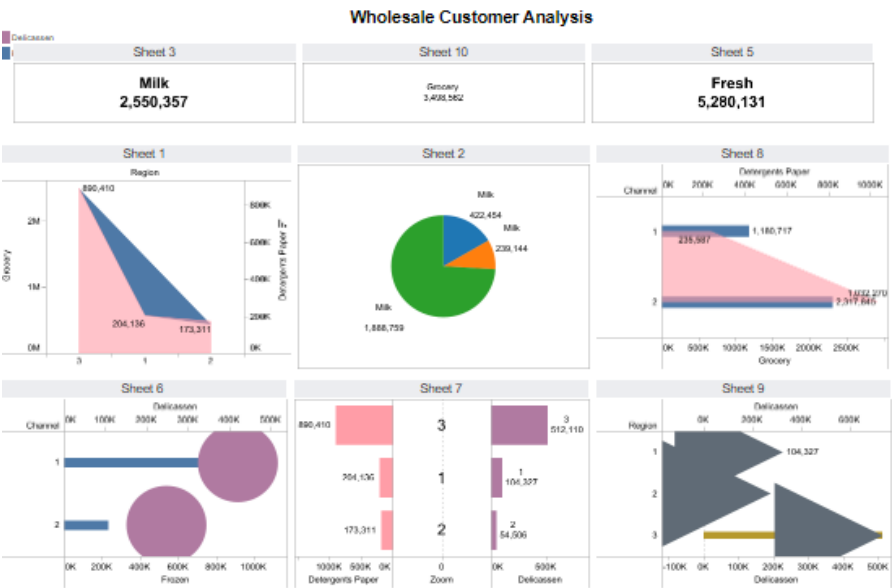 Wholesale Customer Analysis
Delicassen
Sheet 3
Sheet 10
Sheet 5
Milk
2,550,357
Grocery
3,498,562
Fresh
5,280,131
Sheet 1
Sheet 2
Sheet 8
Region
890,410
2M
1M
0M
Grocery
204,136
173,311
3 1 2
800K
600K
400K
200K
0K
Detergents Paper
Milk
422,454
Milk
239,144
Milk
1,888,759
Detergents Paper
Channel 0K 200K 400K 600K 800K 1000K
1 1,180,717
235,587
1,032,270
2 2,317,845
0K 500K 1000K 1500K 2000K 2500K
Grocery
Sheet 6
Sheet 7
Sheet 9
Delicassen
Channel 0K 100K 200K 300K 400K 500K
1
2
0K 200K 400K 600K 800K 1000K
Frozen
890,410 3 3
512,110
204,136 1 1
104,327
173,311 2 2
54,506
1000K 500K 0K 0 0K 500K
Detergents Paper Zoom Delicassen
Delicassen
Region 0K 200K 400K 600K
1 104,327
2
3
-100K 0K 100K 200K 300K 400K 500K
Delicassen